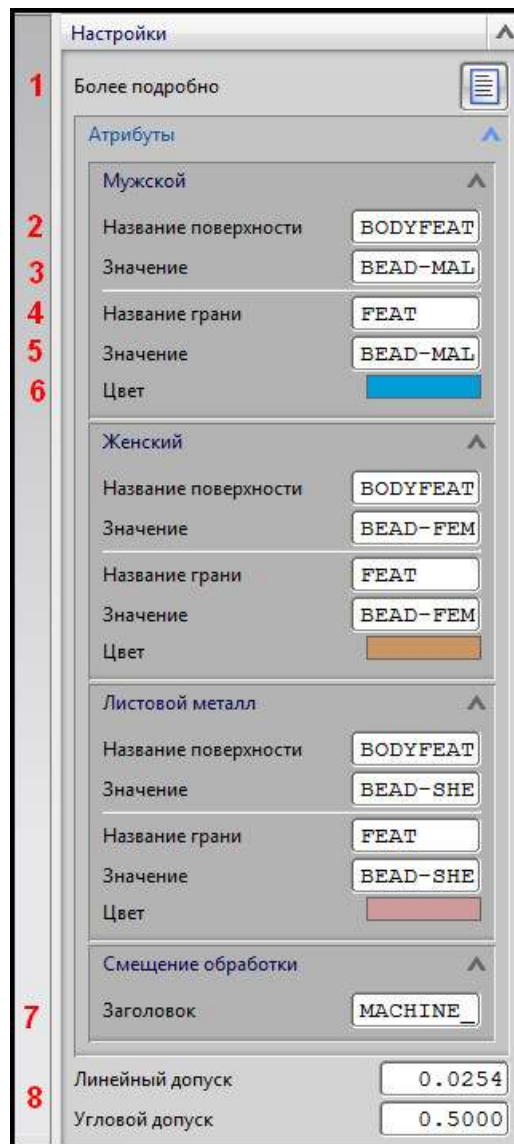 Настройки
1 Более подробно
Атрибуты
Мужской
2 Название поверхности BODYFEAT
3 Значение BEAD-MAL
4 Название грани FEAT
5 Значение BEAD-MAL
6 Цвет
Женский
Название поверхности BODYFEAT
Значение BEAD-FEM
Название грани FEAT
Значение BEAD-FEM
Цвет
Листовой металл
Название поверхности BODYFEAT
Значение BEAD-SHE
Название грани FEAT
Значение BEAD-SHE
Цвет
Смещение обработки
7 Заголовок MACHINE_
Линейный допуск 0.0254
8
Угловой допуск 0.5000